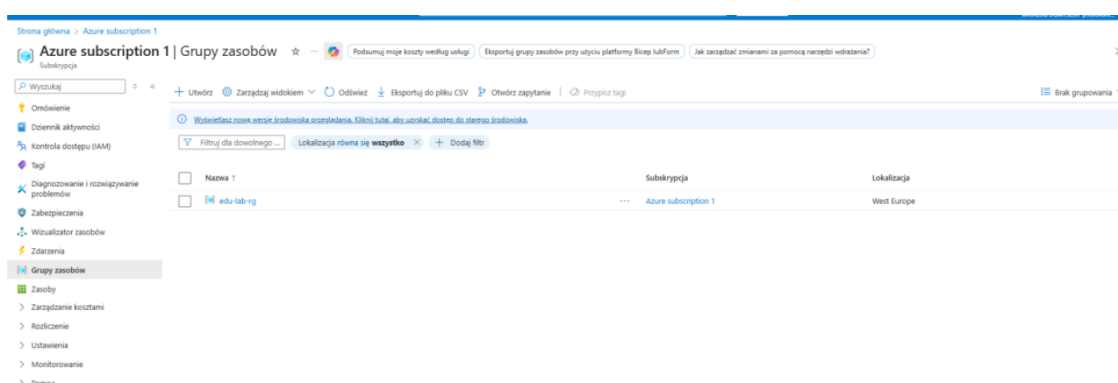 Strona główna > Azure subscription 1
Azure subscription 1 | Grupy zasobów
Podsumuj moje koszty według usługi
Eksportuj grupy zasobów przy użyciu platformy Bicep lubForm
Jak zarządzać zmianami za pomocą narzędzi wdrażania?
Subskrypcja
Wyszukaj
Utwórz
Zarządzaj widokiem
Odśwież
Eksportuj do pliku CSV
Otwórz zapytanie
Przypisz tagi
Brak grupowania
Omówienie
Dziennik aktywności
Kontrola dostępu (IAM)
Tagi
Diagnozowanie i rozwiązywanie problemów
Zabezpieczenia
Wizualizator zasobów
Zdarzenia
Grupy zasobów
Zasoby
Zarządzanie kosztami
Rozliczenie
Ustawienia
Monitorowanie
Wyświetlasz nową wersję środowiska przeglądania. Kliknij tutaj, aby uzyskać dostęp do starego środowiska.
Filtruj dla dowolnego ...
Lokalizacja równa się wszystko
Dodaj filtr
Nazwa ↑
Subskrypcja
Lokalizacja
edu-lab-rg
Azure subscription 1
West Europe